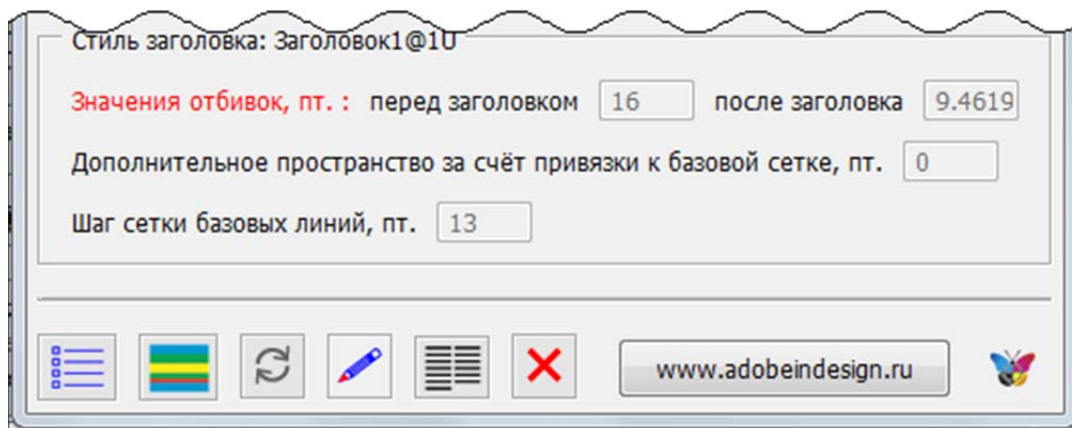 Стиль заголовка: Заголовок1@1U
Значения отбивок, пт. : перед заголовком 16 после заголовка 9.4619
Дополнительное пространство за счёт привязки к базовой сетке, пт. 0
Шаг сетки базовых линий, пт. 13
www.adobeindesign.ru